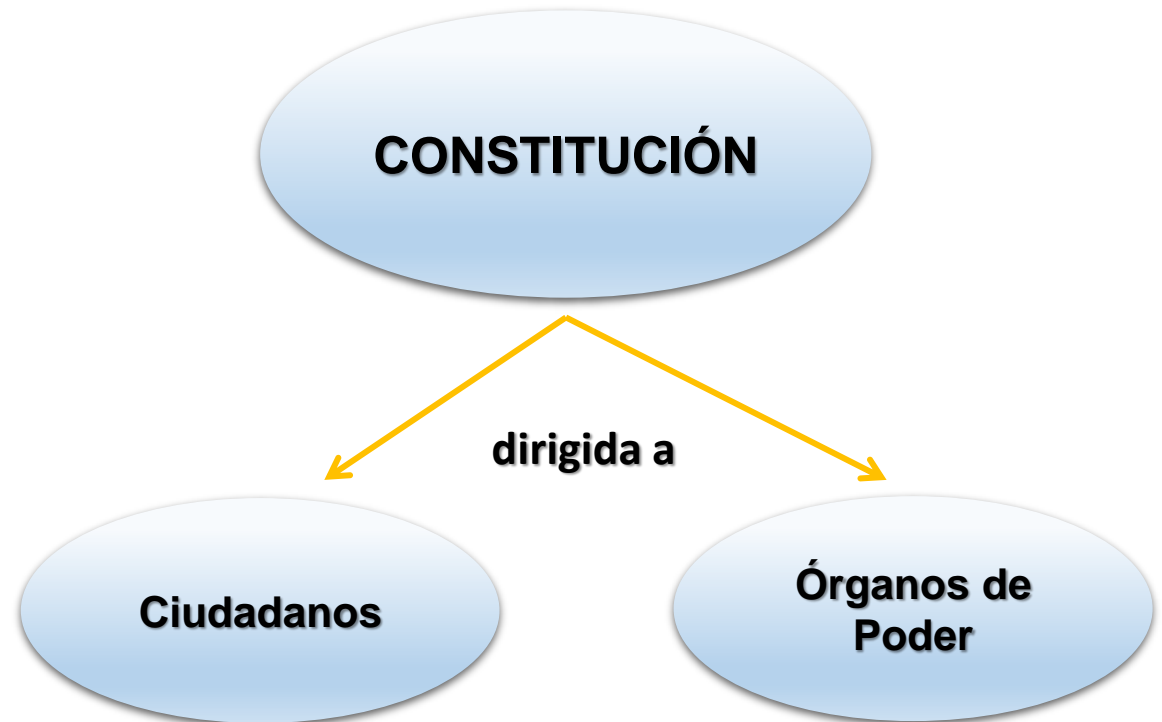 CONSTITUCIÓN
dirigida a
Ciudadanos
Órganos de
Poder